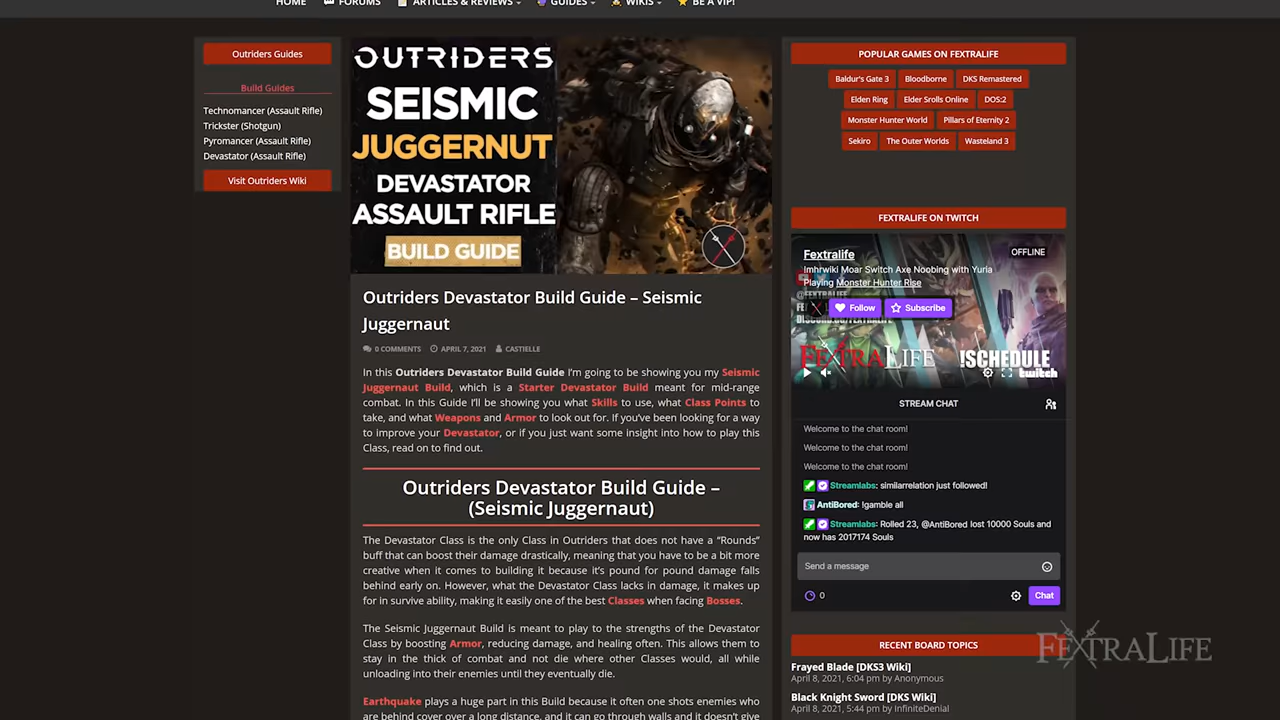 HOME
FORUMS
ARTICLES & REVIEWS
GUIDES
WIKIS
BE A VIP!
Outriders Guides
Build Guides
Technomancer (Assault Rifle)
Trickster (Shotgun)
Pyromancer (Assault Rifle)
Devastator (Assault Rifle)
Visit Outriders Wiki
OUTRIDERS
SEISMIC
JUGGERNUT
DEVASTATOR
ASSAULT RIFLE
BUILD GUIDE
Outriders Devastator Build Guide – Seismic
Juggernaut
0 COMMENTS APRIL 7, 2021 CASTIELLE
In this Outriders Devastator Build Guide I'm going to be showing you my Seismic
Juggernaut Build, which is a Starter Devastator Build meant for mid-range
combat. In this Guide I'll be showing you what Skills to use, what Class Points to
take, and what Weapons and Armor to look out for. If you've been looking for a way
to improve your Devastator, or if you just want some insight into how to play this
Class, read on to find out.
Outriders Devastator Build Guide –
(Seismic Juggernaut)
The Devastator Class is the only Class in Outriders that does not have a “Rounds”
buff that can boost their damage drastically, meaning that you have to be a bit more
creative when it comes to building it because it's pound for pound damage falls
behind early on. However, what the Devastator Class lacks in damage, it makes up
for in survive ability, making it easily one of the best Classes when facing Bosses.
The Seismic Juggernaut Build is meant to play to the strengths of the Devastator
Class by boosting Armor, reducing damage, and healing often. This allows them to
stay in the thick of combat and not die where other Classes would, all while
unloading into their enemies until they eventually die.
Earthquake plays a huge part in this Build because it often one shots enemies who
are behind cover over a long distance, and it can go through walls and it doesn't give
POPULAR GAMES ON FEXTRALIFE
Baldur's Gate 3 Bloodborne DKS Remastered
Elden Ring Elder Srolls Online DOS:2
Monster Hunter World Pillars of Eternity 2
Sekiro The Outer Worlds Wasteland 3
FEXTRALIFE ON TWITCH
Fextralife OFFLINE
!mhrwiki Moar Switch Axe Noobing with Yuria
Playing Monster Hunter Rise
@FEXTRALIFE
Follow Subscribe
FEXTRALIFE !SCHEDULE
twitch
STREAM CHAT
Welcome to the chat room!
Welcome to the chat room!
Welcome to the chat room!
Streamlabs: similarrelation just followed!
AntiBored: !gamble all
Streamlabs: Rolled 23, @AntiBored lost 10000 Souls and
now has 2017174 Souls
Send a message
0 Chat
RECENT BOARD TOPICS
Frayed Blade [DKS3 Wiki]
April 8, 2021, 6:04 pm by Anonymous
Black Knight Sword [DKS Wiki]
April 8, 2021, 5:44 pm by InfiniteDenial
FEXTRALIFE